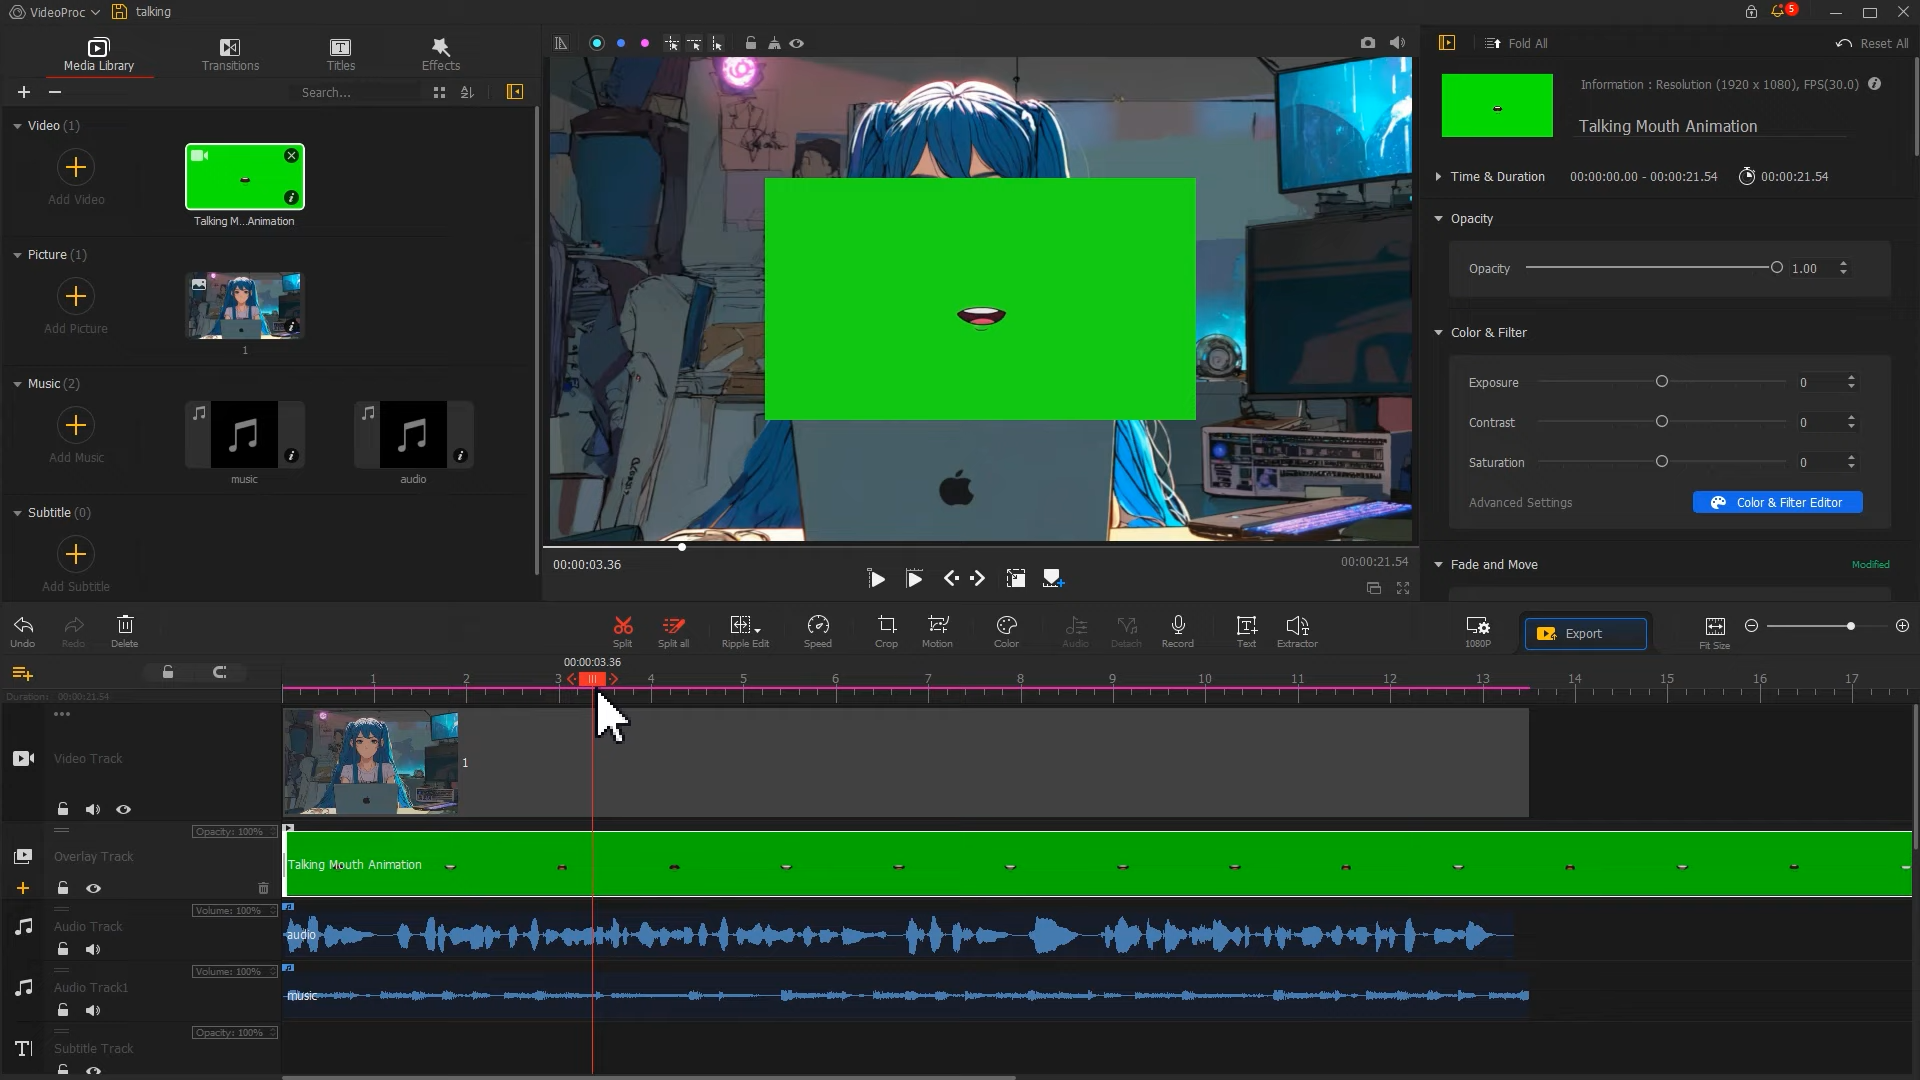 VideoProc
talking
5
Media Library
Transitions
Titles
Effects
Search...
Video (1)
Add Video
Talking M...Animation
Picture (1)
Add Picture
1
Music (2)
Add Music
music
audio
Subtitle (0)
Add Subtitle
00:00:03.36
00:00:21.54
Fold All
Reset All
Information : Resolution (1920 x 1080), FPS(30.0)
Talking Mouth Animation
Time & Duration
00:00:00.00 - 00:00:21.54
00:00:21.54
Opacity
Opacity
1.00
Color & Filter
Exposure
0
Contrast
0
Saturation
0
Advanced Settings
Color & Filter Editor
Fade and Move
Modified
Undo
Redo
Delete
Split
Split all
Ripple Edit
Speed
Crop
Motion
Color
Audio
Detach
Record
Text
Extractor
1080P
Export
Fit Size
00:00:03.36
1 2 3 4 5 6 7 8 9 10 11 12 13 14 15 16 17
Duration: 00:00:21.54
Video Track
1
Opacity: 100%
Overlay Track
Talking Mouth Animation
Volume: 100%
Audio Track
audio
Volume: 100%
Audio Track1
music
Opacity: 100%
Subtitle Track